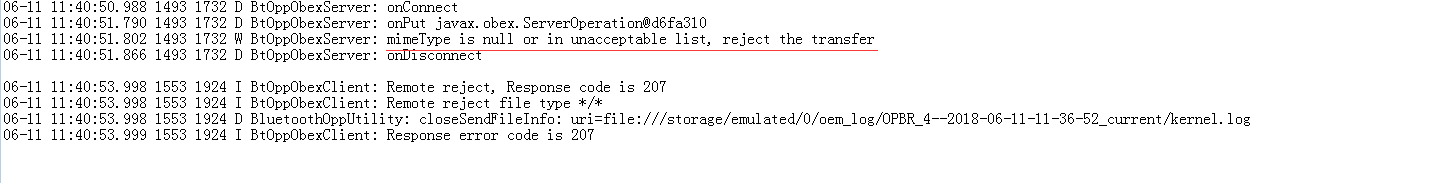 06-11 11:40:50.988 1493 1732 D BtOppObexServer: onConnect
06-11 11:40:51.790 1493 1732 D BtOppObexServer: onPut javax.obex.ServerOperation@d6fa310
06-11 11:40:51.802 1493 1732 W BtOppObexServer: mimeType is null or in unacceptable list, reject the transfer
06-11 11:40:51.866 1493 1732 D BtOppObexServer: onDisconnect
06-11 11:40:53.998 1553 1924 I BtOppObexClient: Remote reject, Response code is 207
06-11 11:40:53.998 1553 1924 I BtOppObexClient: Remote reject file type */*
06-11 11:40:53.998 1553 1924 D BluetoothOppUtility: closeSendFileInfo: uri=file:///storage/emulated/0/oem_log/OPBR_4--2018-06-11-11-36-52_current/kernel.log
06-11 11:40:53.999 1553 1924 I BtOppObexClient: Response error code is 207